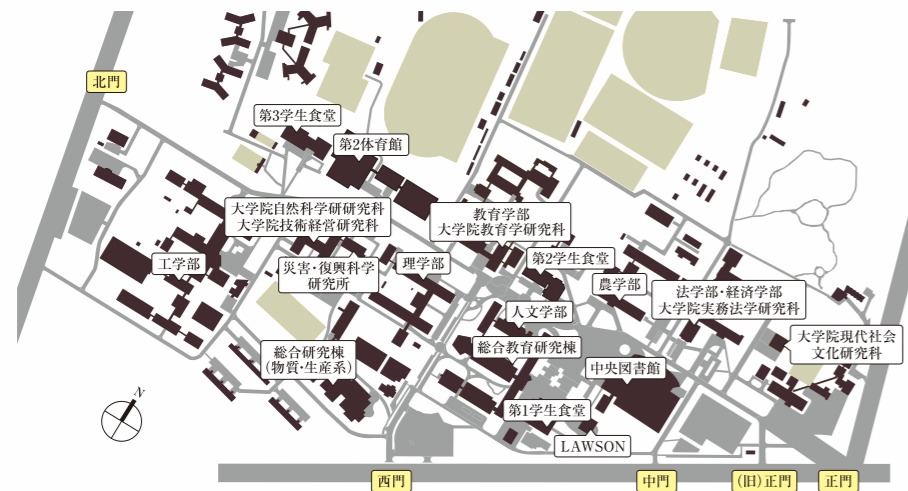 北門
第3学生食堂
第2体育館
大学院自然科学研研究科
大学院技術経営研究科
教育学部
大学院教育学研究科
工学部
災害・復興科学
研究所
理学部
第2学生食堂
農学部
法学部・経済学部
大学院実務法学研究科
人文学部
総合教育研究棟
大学院現代社会
文化研究科
総合研究棟
(物質・生産系)
中央図書館
第1学生食堂
LAWSON
N
西門
中門
(旧)正門
正門